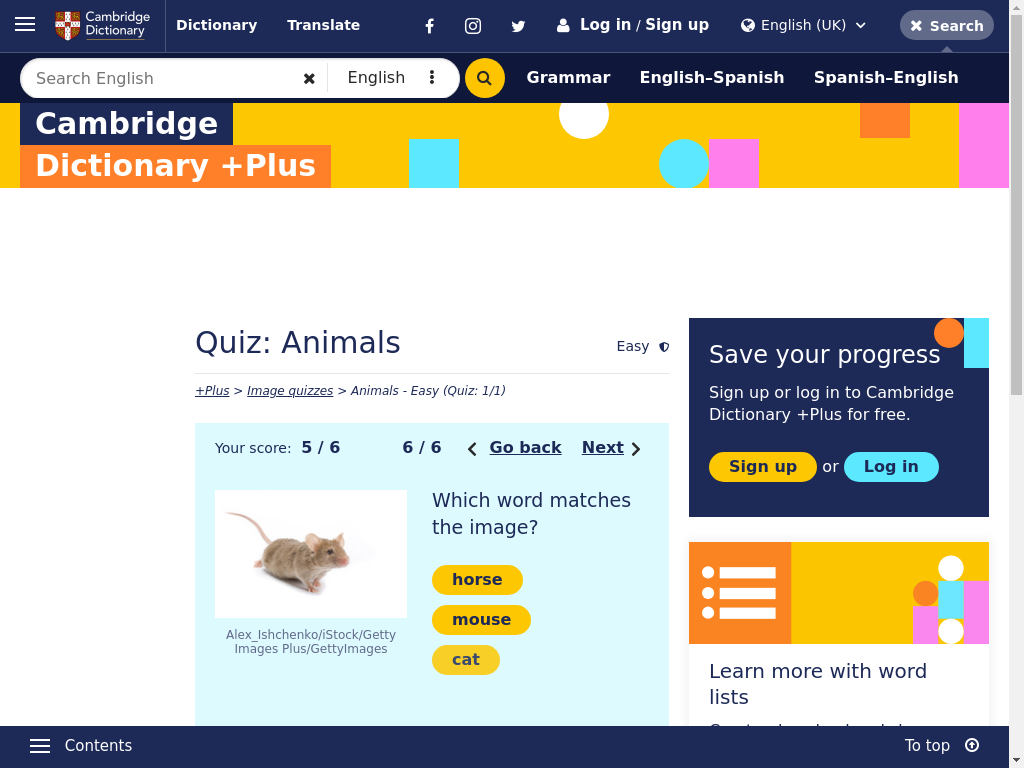 Cambridge
Dictionary
Dictionary
Translate
Log in / Sign up
English (UK)
Search
Search English
English
Grammar
English–Spanish
Spanish–English
Cambridge
Dictionary +Plus
Quiz: Animals
Easy
+Plus > Image quizzes > Animals - Easy (Quiz: 1/1)
Your score: 5 / 6
6 / 6
Go back
Next
Alex_Ishchenko/iStock/Getty
Images Plus/GettyImages
Which word matches
the image?
horse
mouse
cat
Save your progress
Sign up or log in to Cambridge
Dictionary +Plus for free.
Sign up or Log in
Learn more with word
lists
Contents
To top